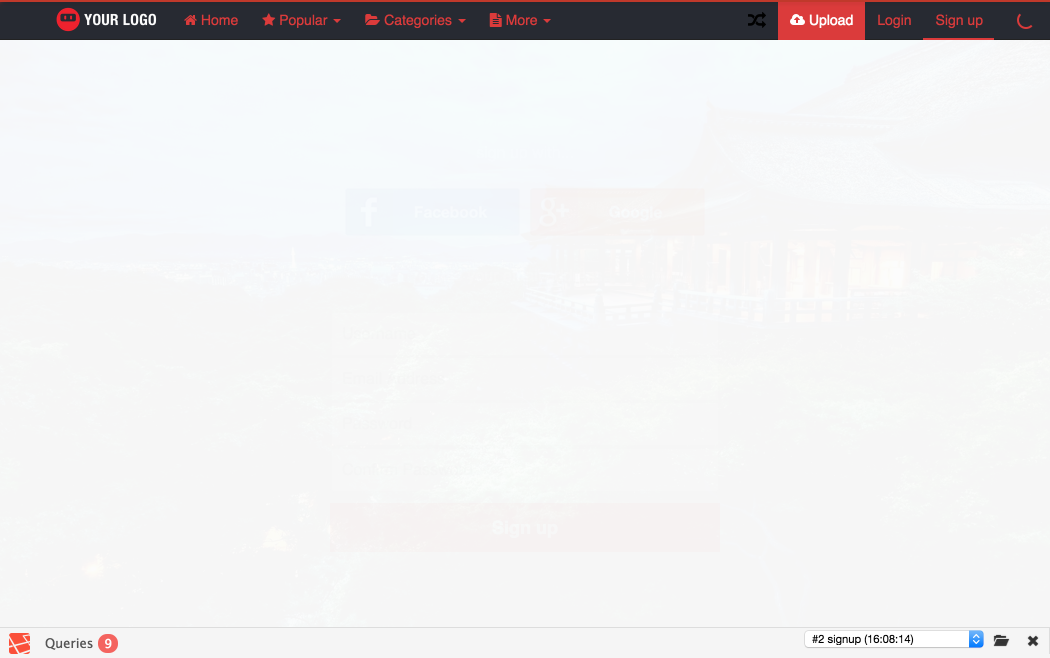 YOUR LOGO Home Popular Categories More Upload Login Sign up
Facebook Google
Sign up
Queries 9 #2 signup (16:08:14)